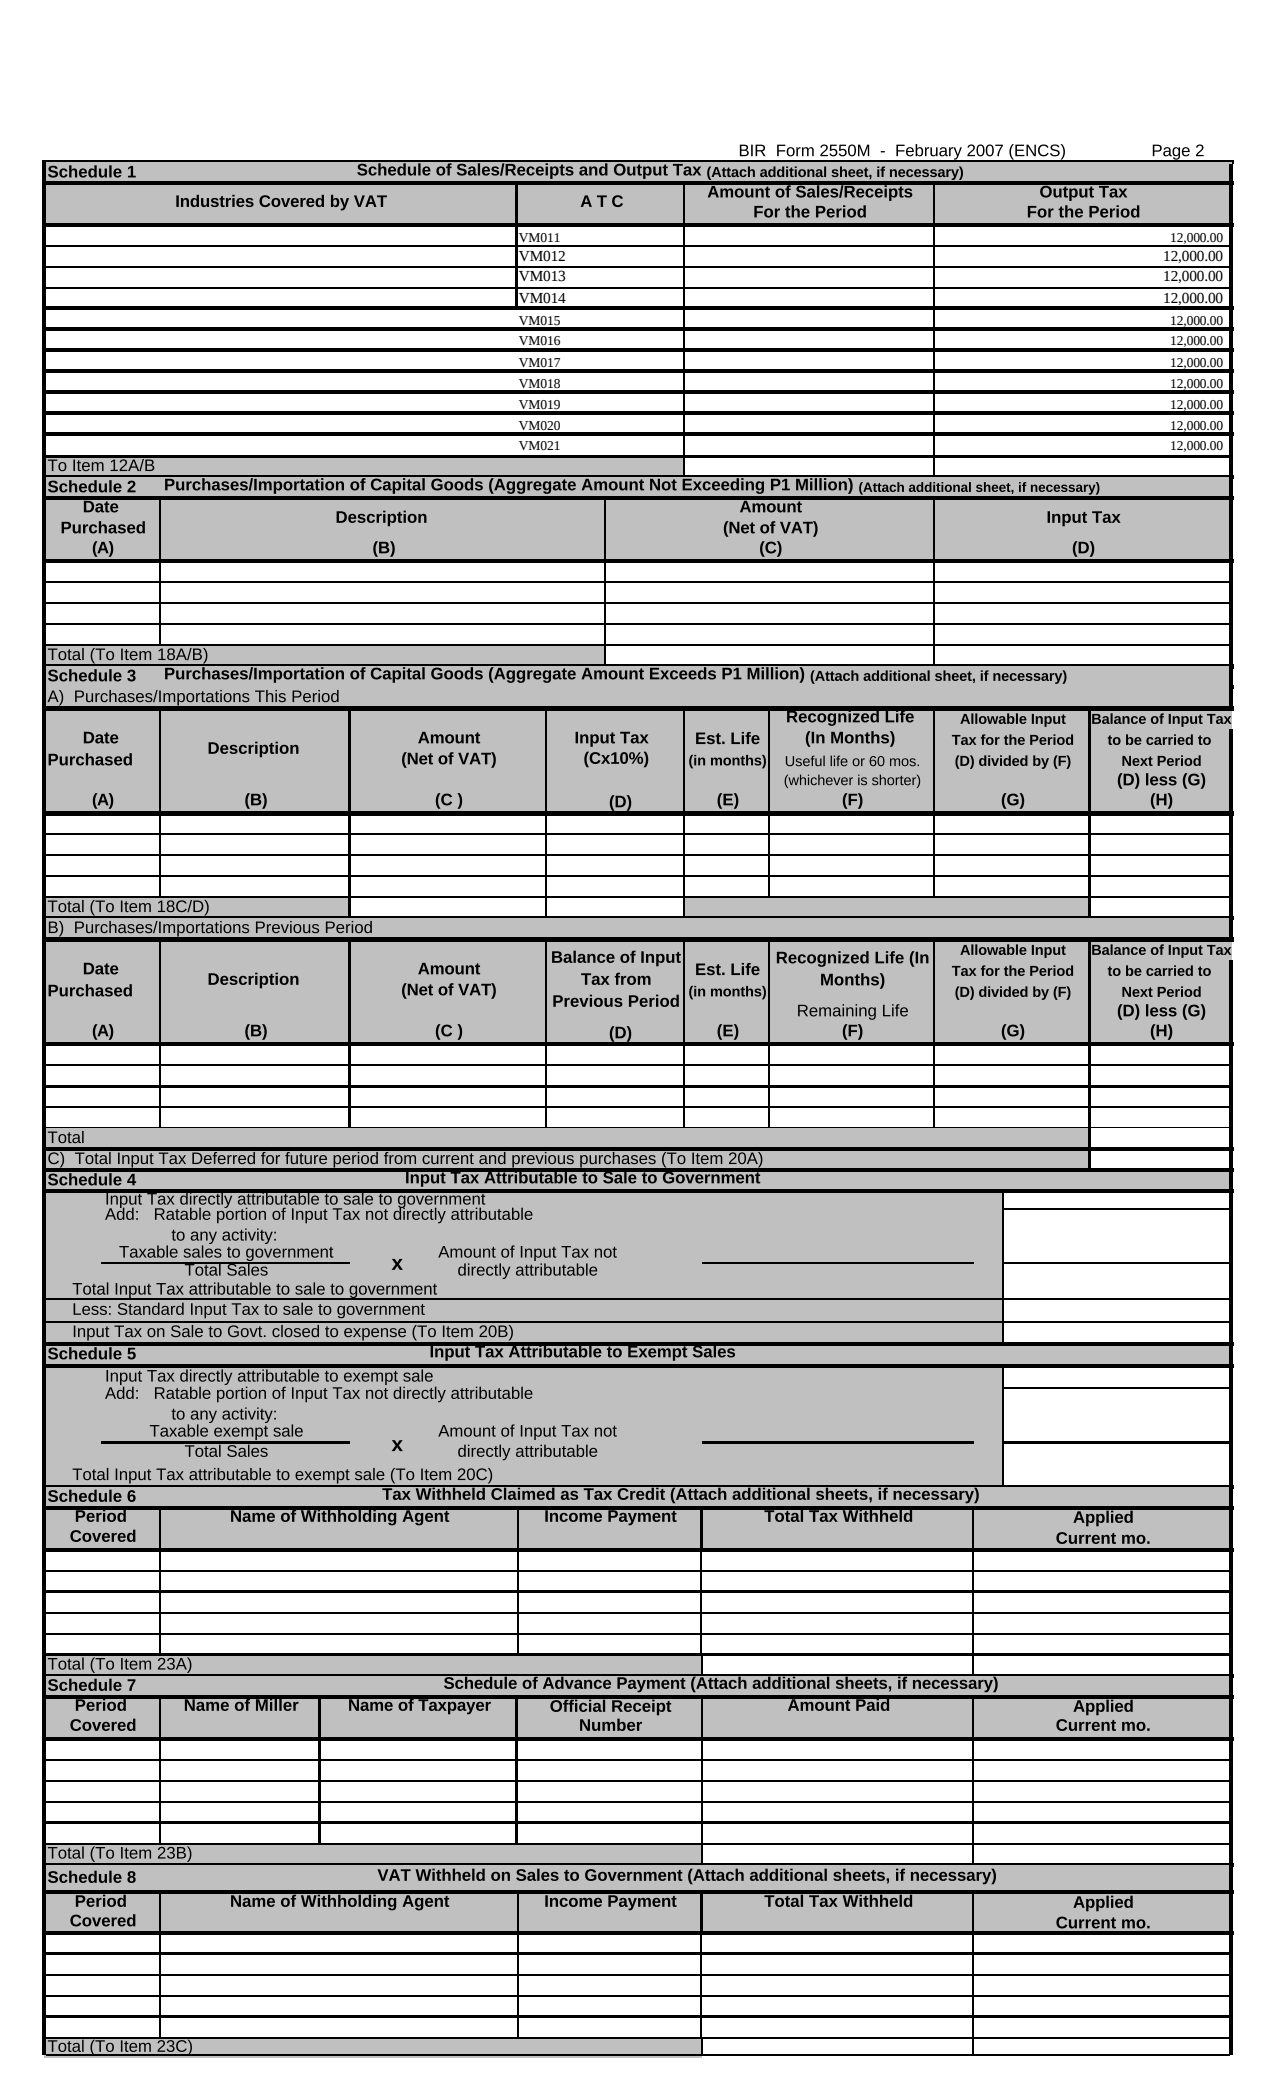 BIR Form 2550M - February 2007 (ENCS) Page 2
Schedule 1 Schedule of Sales/Receipts and Output Tax (Attach additional sheet, if necessary)
Industries Covered by VAT A T C Amount of Sales/Receipts For the Period Output Tax For the Period
VM011 12,000.00
VM012 12,000.00
VM013 12,000.00
VM014 12,000.00
VM015 12,000.00
VM016 12,000.00
VM017 12,000.00
VM018 12,000.00
VM019 12,000.00
VM020 12,000.00
VM021 12,000.00
To Item 12A/B
Schedule 2 Purchases/Importation of Capital Goods (Aggregate Amount Not Exceeding P1 Million) (Attach additional sheet, if necessary)
Date Amount
Purchased Description (Net of VAT) Input Tax
(A) (B) (C) (D)
Total (To Item 18A/B)
Schedule 3 Purchases/Importation of Capital Goods (Aggregate Amount Exceeds P1 Million) (Attach additional sheet, if necessary)
A) Purchases/Importations This Period
Date Purchased (A)
Description (B)
Amount (Net of VAT) (C )
Input Tax (Cx10%) (D)
Est. Life (in months) (E)
Recognized Life (In Months) Useful life or 60 mos. (whichever is shorter) (F)
Allowable Input Tax for the Period (D) divided by (F) (G)
Balance of Input Tax to be carried to Next Period (D) less (G) (H)
Total (To Item 18C/D)
B) Purchases/Importations Previous Period
Date Purchased (A)
Description (B)
Amount (Net of VAT) (C )
Balance of Input Tax from Previous Period (D)
Est. Life (in months) (E)
Recognized Life (In Months) Remaining Life (F)
Allowable Input Tax for the Period (D) divided by (F) (G)
Balance of Input Tax to be carried to Next Period (D) less (G) (H)
Total
C) Total Input Tax Deferred for future period from current and previous purchases (To Item 20A)
Schedule 4 Input Tax Attributable to Sale to Government
Input Tax directly attributable to sale to government
Add: Ratable portion of Input Tax not directly attributable
to any activity:
Taxable sales to government x Amount of Input Tax not
Total Sales directly attributable
Total Input Tax attributable to sale to government
Less: Standard Input Tax to sale to government
Input Tax on Sale to Govt. closed to expense (To Item 20B)
Schedule 5 Input Tax Attributable to Exempt Sales
Input Tax directly attributable to exempt sale
Add: Ratable portion of Input Tax not directly attributable
to any activity:
Taxable exempt sale x Amount of Input Tax not
Total Sales directly attributable
Total Input Tax attributable to exempt sale (To Item 20C)
Schedule 6 Tax Withheld Claimed as Tax Credit (Attach additional sheets, if necessary)
Period Name of Withholding Agent Income Payment Total Tax Withheld Applied
Covered Current mo.
Total (To Item 23A)
Schedule 7 Schedule of Advance Payment (Attach additional sheets, if necessary)
Period Name of Miller Name of Taxpayer Official Receipt Amount Paid Applied
Covered Number Current mo.
Total (To Item 23B)
Schedule 8 VAT Withheld on Sales to Government (Attach additional sheets, if necessary)
Period Name of Withholding Agent Income Payment Total Tax Withheld Applied
Covered Current mo.
Total (To Item 23C)